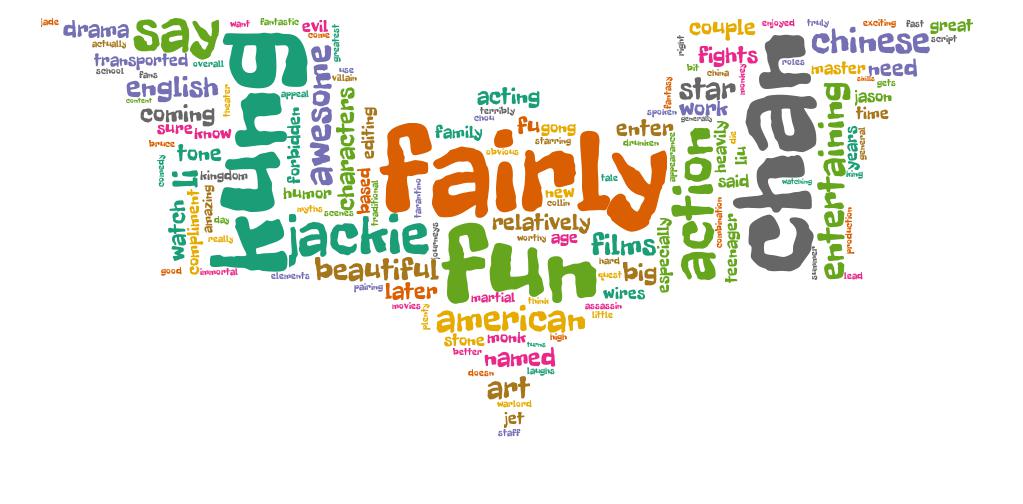 jade
drama
actually
say
want
fantastic
evil
come
greatest
transported
overall
school
fans
english
content
theater
kung
appeal
use
villain
awesome
coming
sure
know
bruce
tone
comedy
li
kingdom
forbidden
humor
characters
editing
based
traditional
watch
compliment
amazing
day
really
good
immortal
myths
scenes
jackie
elements
beautiful
pairing
later
movies
plenty
journeys
tarantino
acting
terribly
chou
family
fu
gong
starring
obvious
fairly
new
collin
tale
enter
drunken
appearance
relatively
worthy
age
films
fun
hard
quest
big
especially
wires
martial
think
assassin
little
american
stone
monk
turns
high
better
named
doesn
laughs
art
warlord
jet
staff
couple
enjoyed
truly
exciting
fast
great
script
right
fights
bit
china
monkey
fantasy
star
work
spoken
generally
action
heavily
die
liu
said
combination
teenager
chan
roles
watching
summer
chinese
master
need
skills
gets
jason
time
entertaining
years
general
king
production
lead